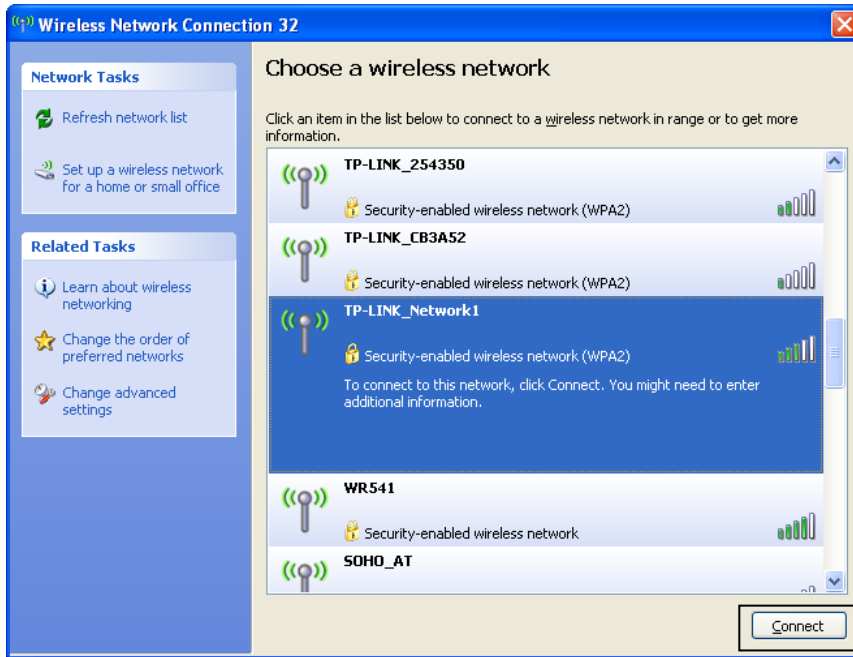 Wireless Network Connection 32
Network Tasks
Refresh network list
Set up a wireless network
for a home or small office
Related Tasks
Learn about wireless
networking
Change the order of
preferred networks
Change advanced
settings
Choose a wireless network
Click an item in the list below to connect to a wireless network in range or to get more
information.
TP-LINK_254350
Security-enabled wireless network (WPA2)
TP-LINK_CB3A52
Security-enabled wireless network (WPA2)
TP-LINK_Network1
Security-enabled wireless network (WPA2)
To connect to this network, click Connect. You might need to enter
additional information.
WR541
Security-enabled wireless network
SOHO_AT
Connect